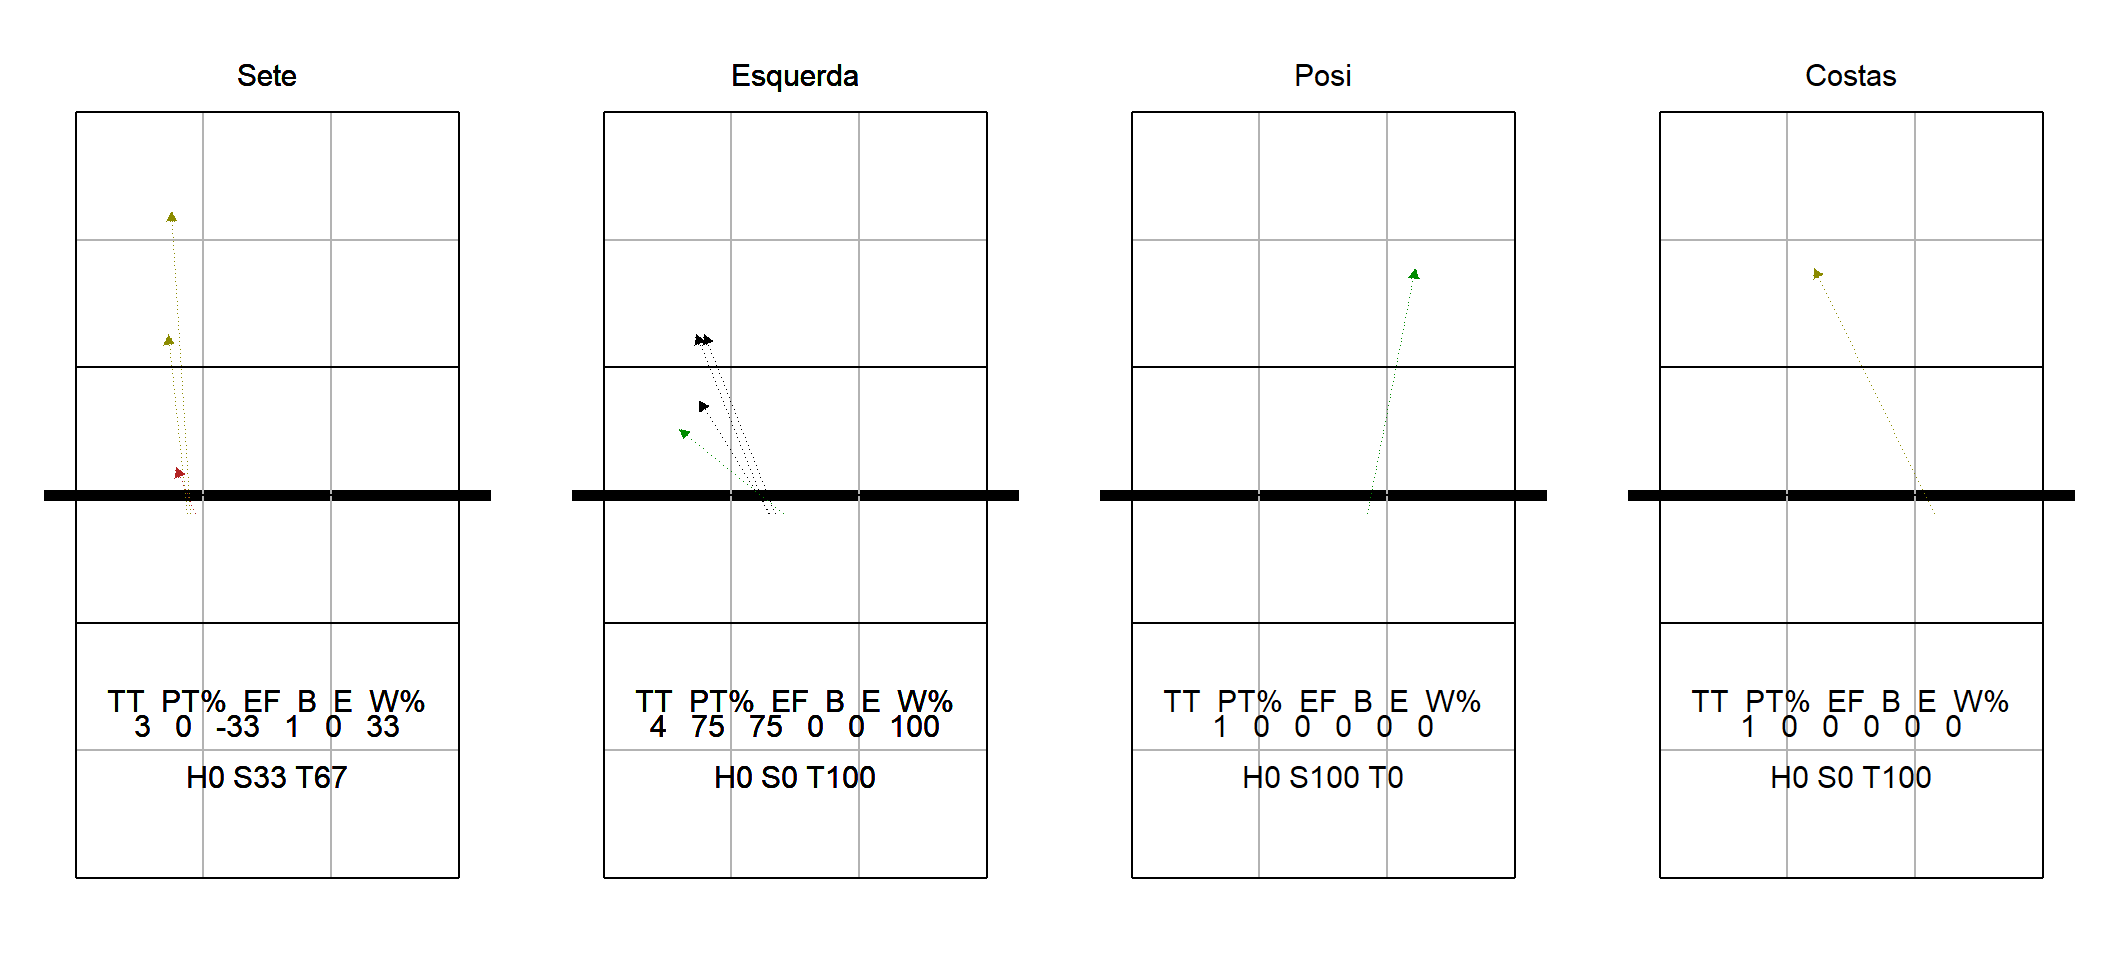 Sete
TT PT% EF B E W%
3 0 -33 1 0 33
H0 S33 T67
Esquerda
TT PT% EF B E W%
4 75 75 0 0 100
H0 S0 T100
Posi
TT PT% EF B E W%
1 0 0 0 0 0
H0 S100 T0
Costas
TT PT% EF B E W%
1 0 0 0 0 0
H0 S0 T100